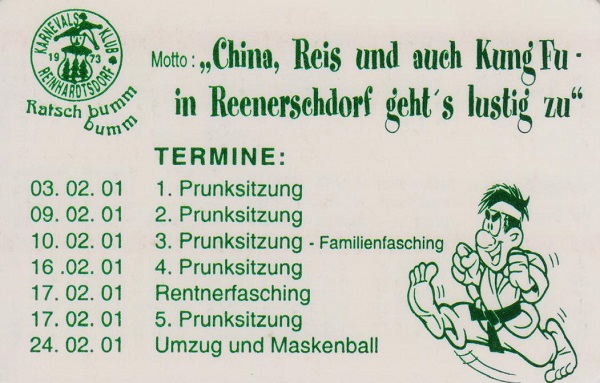 KARNEVALS KLUB
1973
REINHARDTSDORF
Ratsch bumm
bumm
Motto : „China, Reis und auch Kung Fu -
in Reenerschdorf geht´s lustig zu“
TERMINE:
03. 02. 01 1. Prunksitzung
09. 02. 01 2. Prunksitzung
10. 02. 01 3. Prunksitzung - Familienfasching
16 .02. 01 4. Prunksitzung
17. 02. 01 Rentnerfasching
17. 02. 01 5. Prunksitzung
24. 02. 01 Umzug und Maskenball